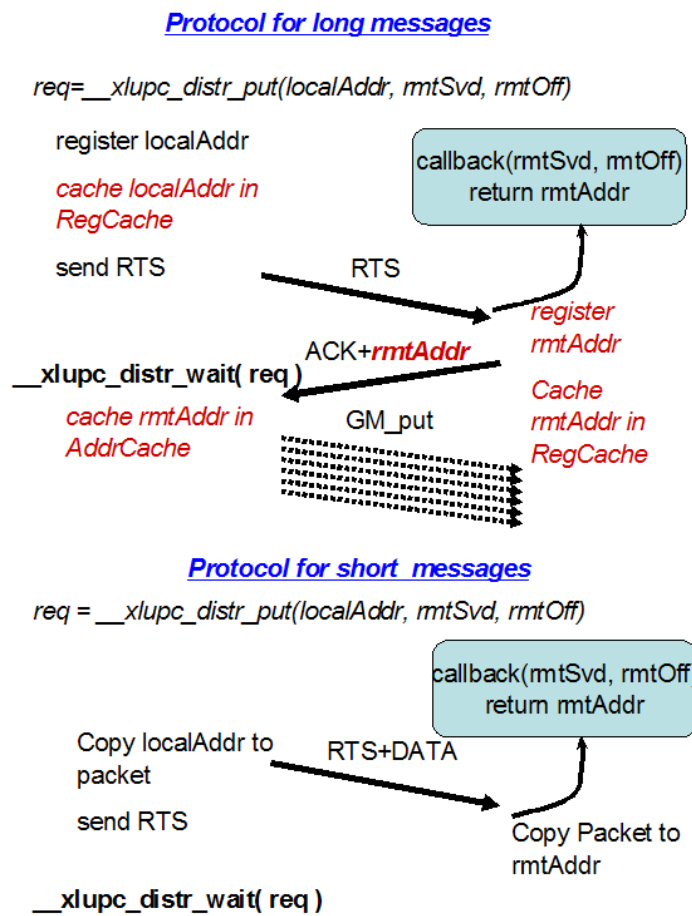 Protocol for long messages
req=__xlupc_distr_put(localAddr, rmtSvd, rmtOff)
register localAddr
cache localAddr in
RegCache
send RTS
callback(rmtSvd, rmtOff)
return rmtAddr
RTS
register
rmtAddr
ACK+rmtAddr
__xlupc_distr_wait( req )
cache rmtAddr in
AddrCache
GM_put
Cache
rmtAddr in
RegCache
Protocol for short messages
req = __xlupc_distr_put(localAddr, rmtSvd, rmtOff)
callback(rmtSvd, rmtOff)
return rmtAddr
Copy localAddr to
packet
send RTS
RTS+DATA
Copy Packet to
rmtAddr
__xlupc_distr_wait( req )